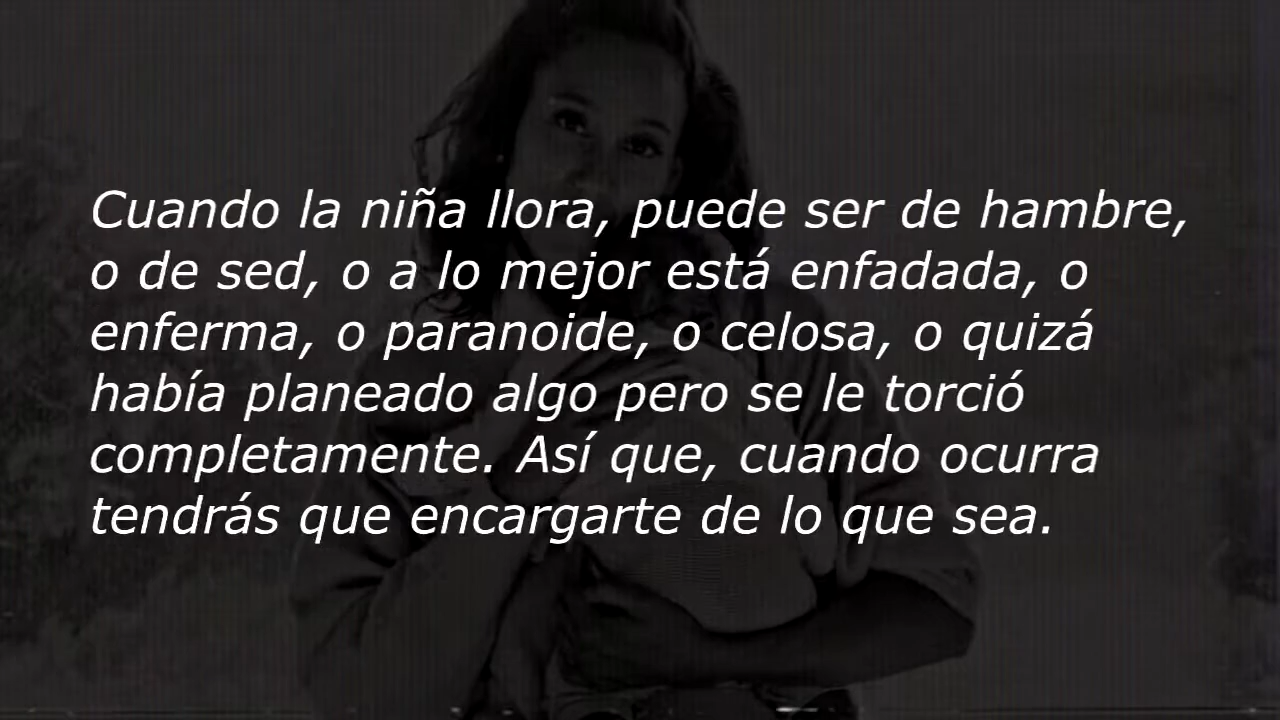 Cuando la niña llora, puede ser de hambre,
o de sed, o a lo mejor está enfadada, o
enferma, o paranoide, o celosa, o quizá
había planeado algo pero se le torció
completamente. Así que, cuando ocurra
tendrás que encargarte de lo que sea.